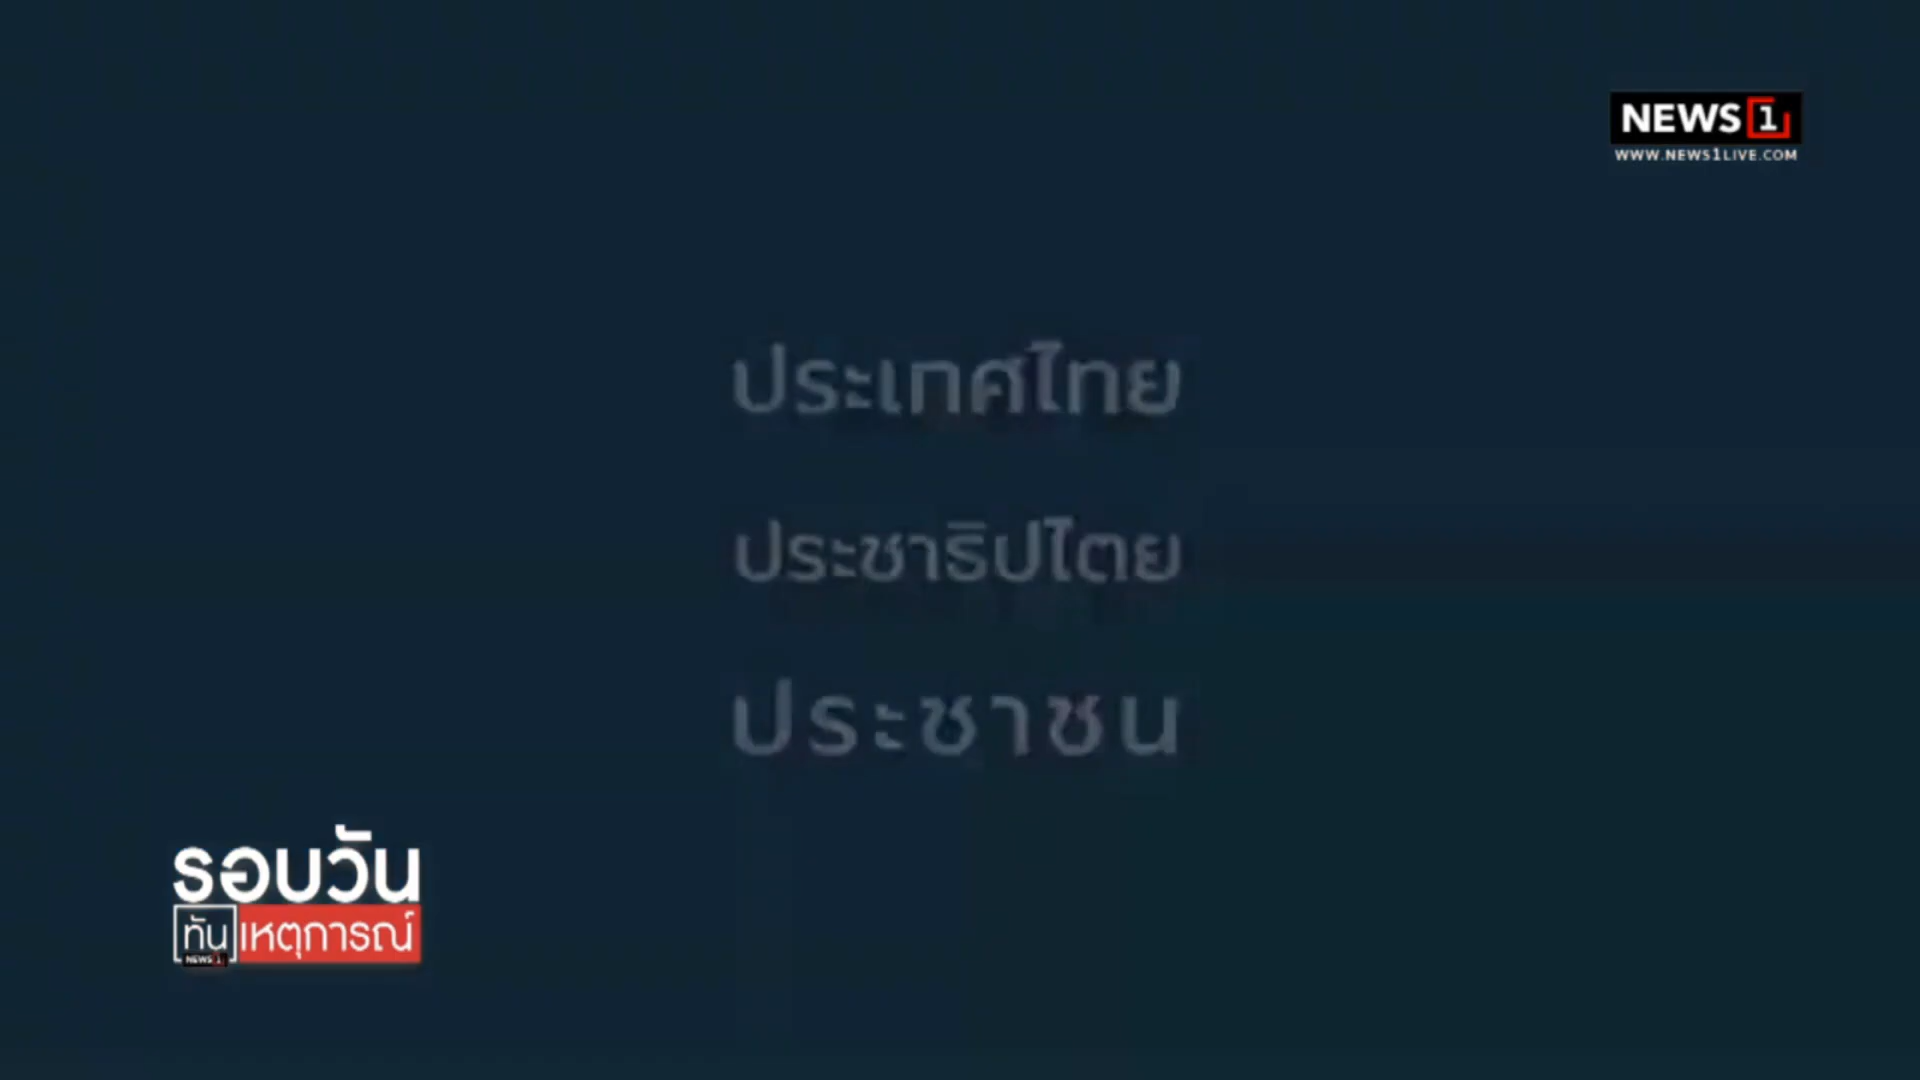 NEWS 1
WWW.NEWS1LIVE.COM
ประเทศไทย
ประชาธิปไตย
ประชาชน
รอบวัน
ทันเหตุการณ์
NEWS 1